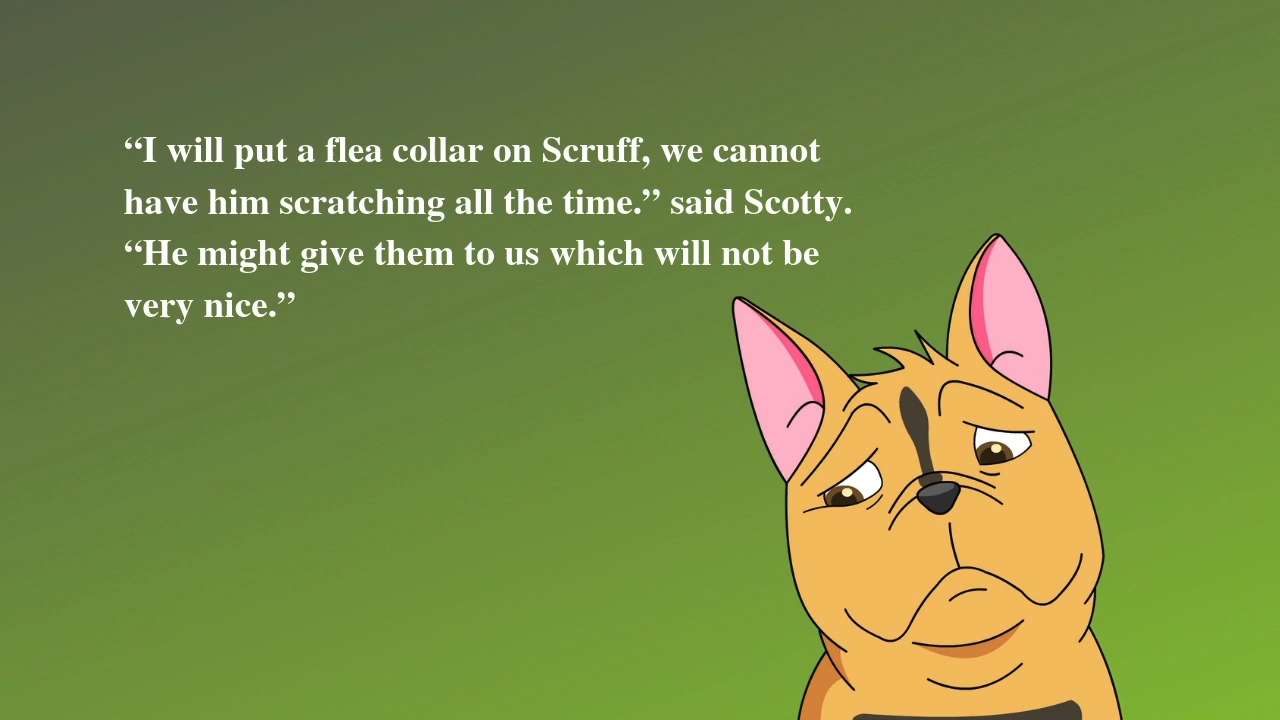 “I will put a flea collar on Scruff, we cannot
have him scratching all the time.” said Scotty.
“He might give them to us which will not be
very nice.”